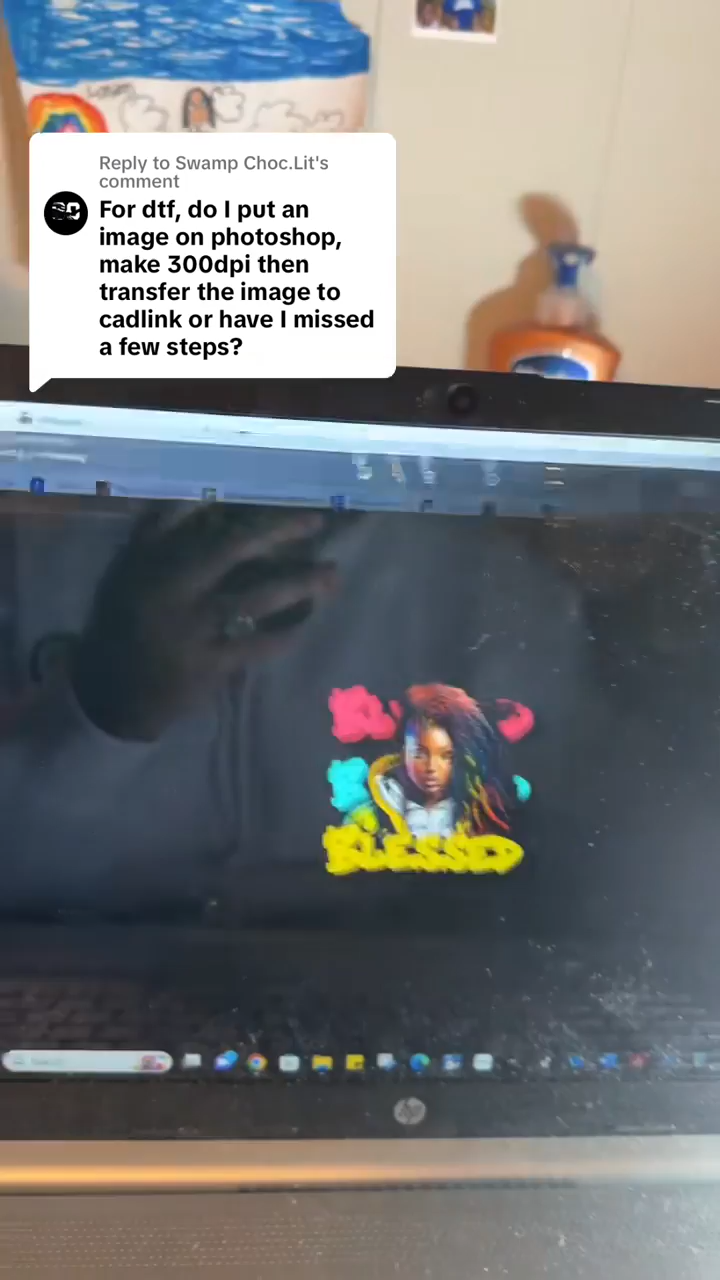 Reply to Swamp Choc.Lit's
comment
For dtf, do I put an
image on photoshop,
make 300dpi then
transfer the image to
cadlink or have I missed
a few steps?
BLESSED
hp